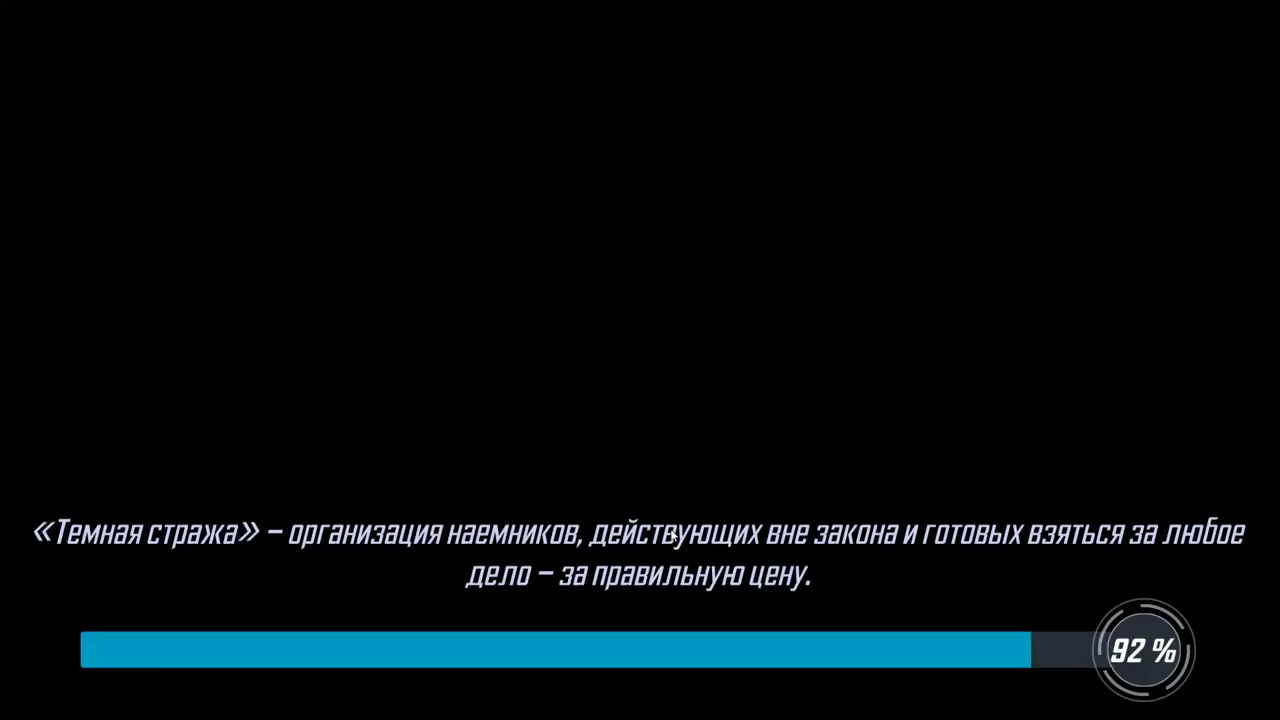 «Темная стража» – организация наемников, действующих вне закона и готовых взяться за любое
дело – за правильную цену.
92 %